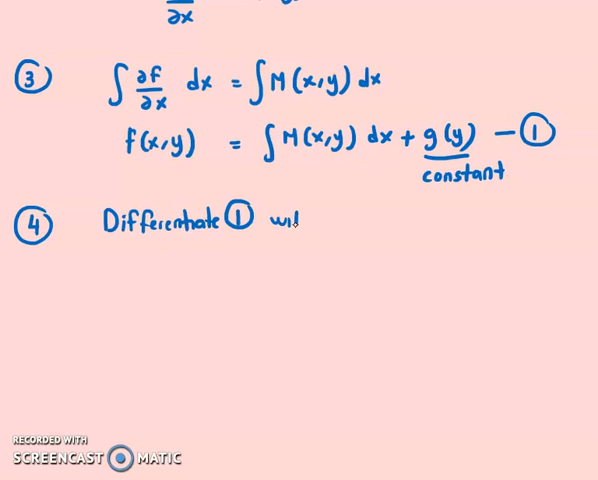 ∂x
③ ∫ ∂f/∂x dx = ∫ M(x,y) dx
f(x,y) = ∫ M(x,y) dx + g(y) — ①
constant
④ Differentiate ①
RECORDED WITH
SCREENCAST MATIC